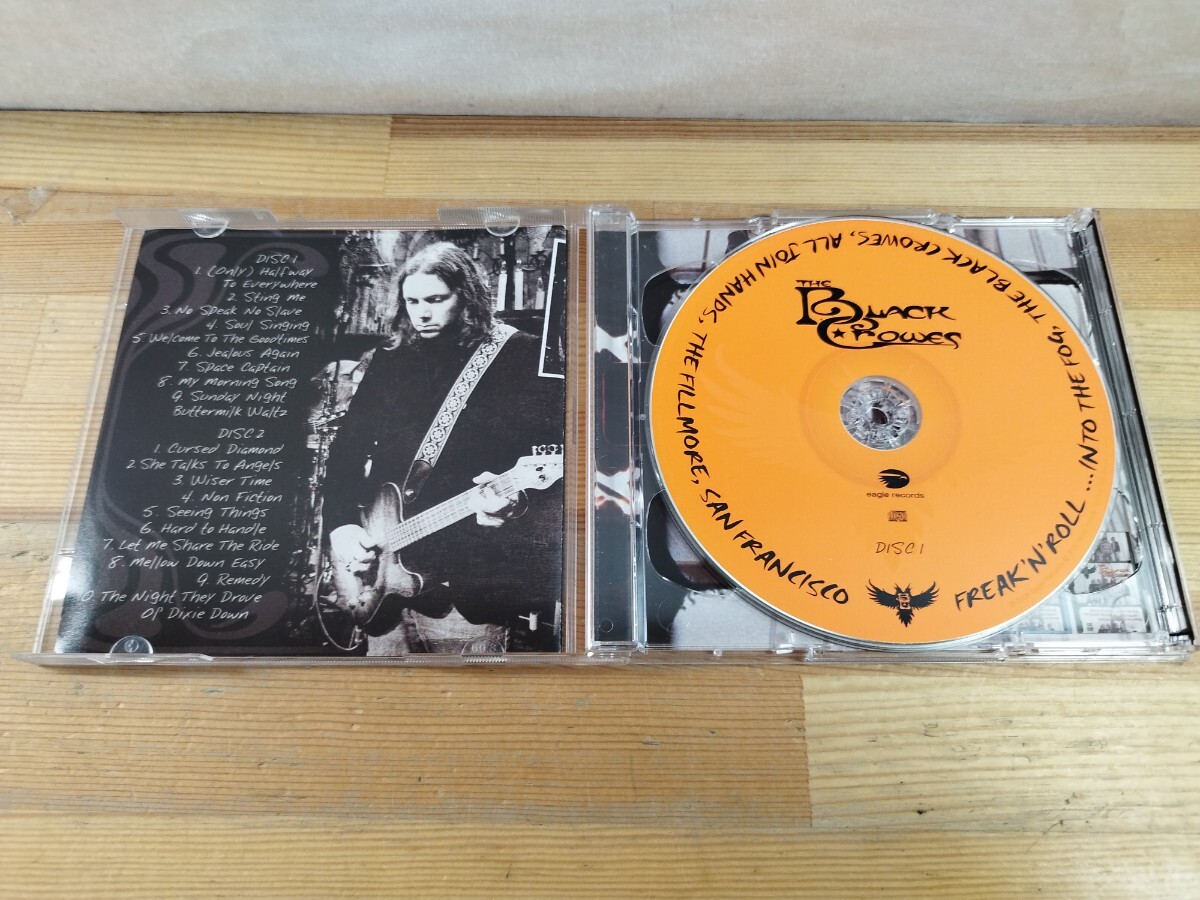 DISC 1
1. (Only) Halfway
To Everywhere
2. Sting Me
3. No Speak No Slave
4. Soul Singing
5. Welcome To The Goodtimes
6. Jealous Again
7. Space Captain
8. My Morning Song
9. Sunday Night
Buttermilk Waltz
DISC 2
1. Cursed Diamond
2. She Talks To Angels
3. Wiser Time
4. Non Fiction
5. Seeing Things
6. Hard to Handle
7. Let Me Share The Ride
8. Mellow Down Easy
9. Remedy
0. The Night They Drove
Ol' Dixie Down
THE BLACK CROWES
eagle records
DISC 1
FREAK 'N' ROLL ...INTO THE FOG, THE BLACK CROWES, ALL JOIN HANDS, THE FILLMORE, SAN FRANCISCO